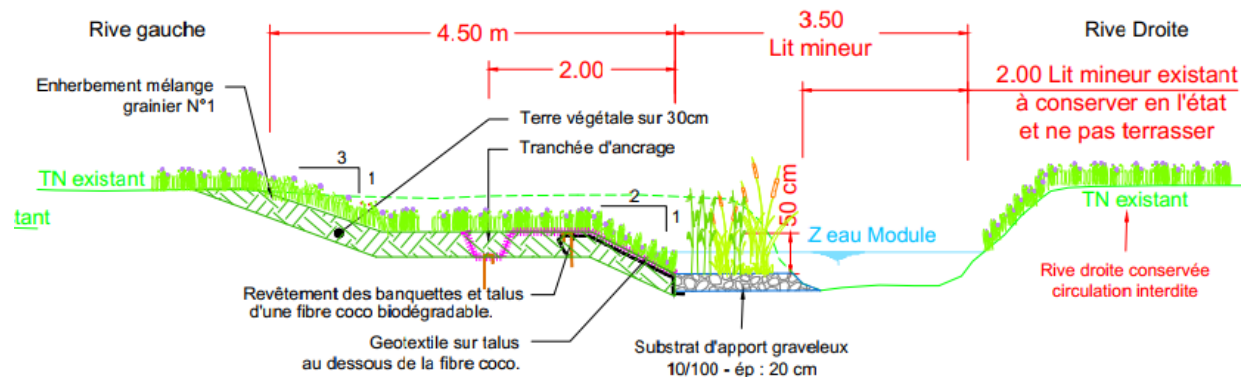 Rive gauche
4.50 m
3.50
Lit mineur
Rive Droite
2.00
2.00 Lit mineur existant
à conserver en l'état
et ne pas terrasser
Enherbement mélange
grainier N°1
Terre végétale sur 30cm
Tranchée d'ancrage
3
1
TN existant
tant
2
1
50 cm
Z eau Module
TN existant
Rive droite conservée
circulation interdite
Revêtement des banquettes et talus
d'une fibre coco biodégradable.
Geotextile sur talus
au dessous de la fibre coco.
Substrat d'apport graveleux
10/100 - ép : 20 cm